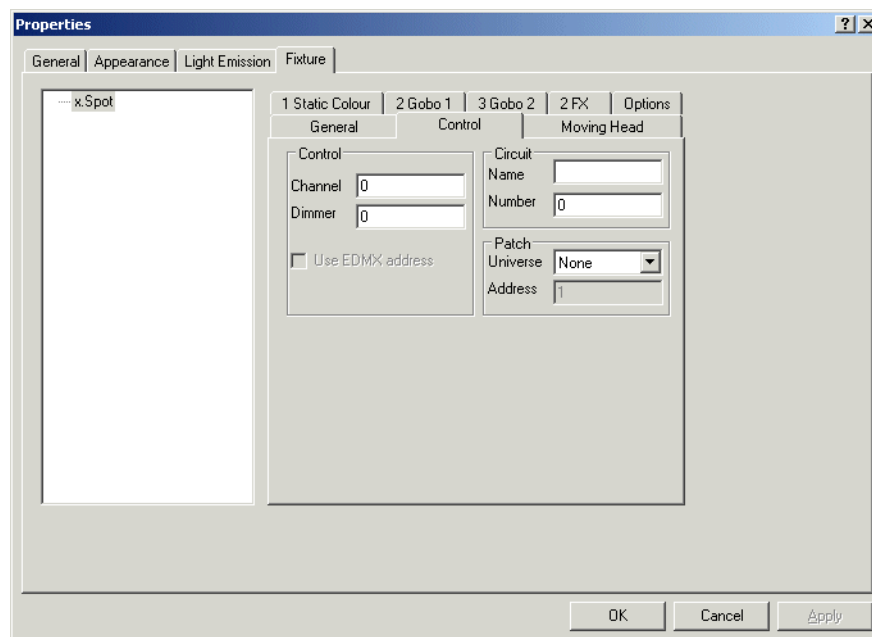 Properties
General Appearance Light Emission Fixture
x.Spot
1 Static Colour 2 Gobo 1 3 Gobo 2 2 FX Options
General Control Moving Head
Control
Channel 0
Dimmer 0
Use EDMX address
Circuit
Name
Number 0
Patch
Universe None
Address 1
OK Cancel Apply